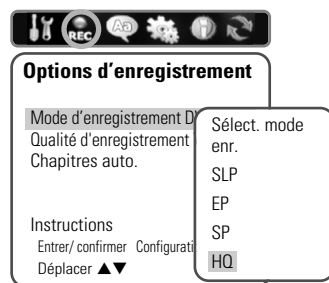 REC
Aa
Options d'enregistrement
Mode d'enregistrement D
Qualité d'enregistrement
Chapitres auto.
Instructions
Entrer/ confirmer Configurati
Déplacer ▲▼
Sélect. mode
enr.
SLP
EP
SP
HQ